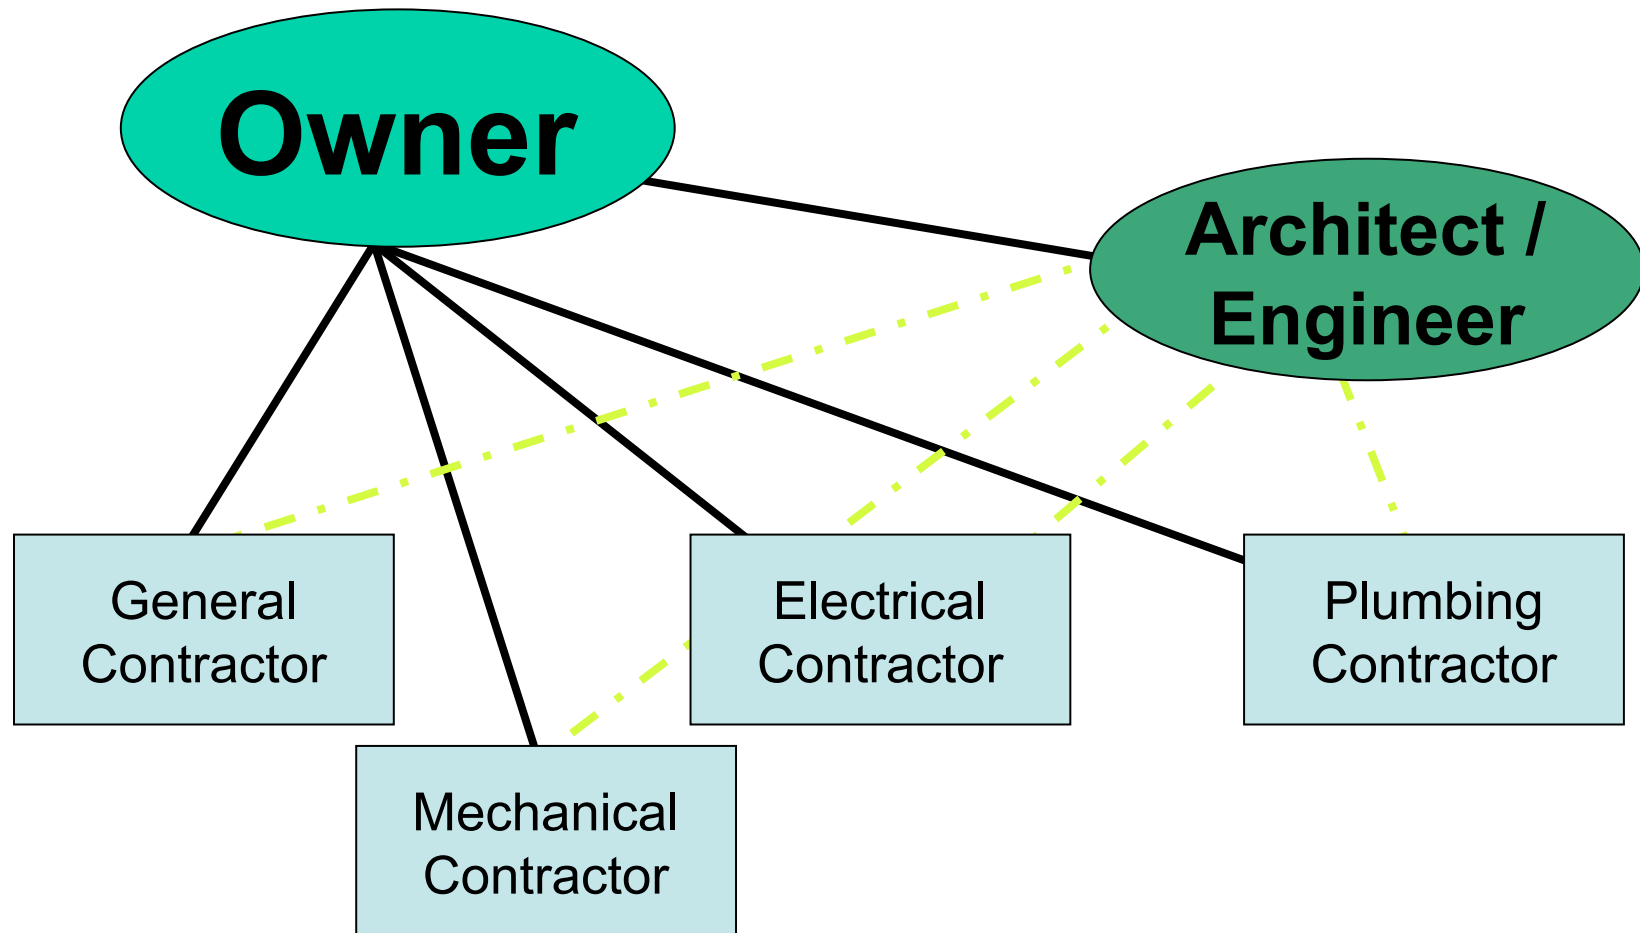 Owner
Architect /
Engineer
General
Contractor
Electrical
Contractor
Plumbing
Contractor
Mechanical
Contractor